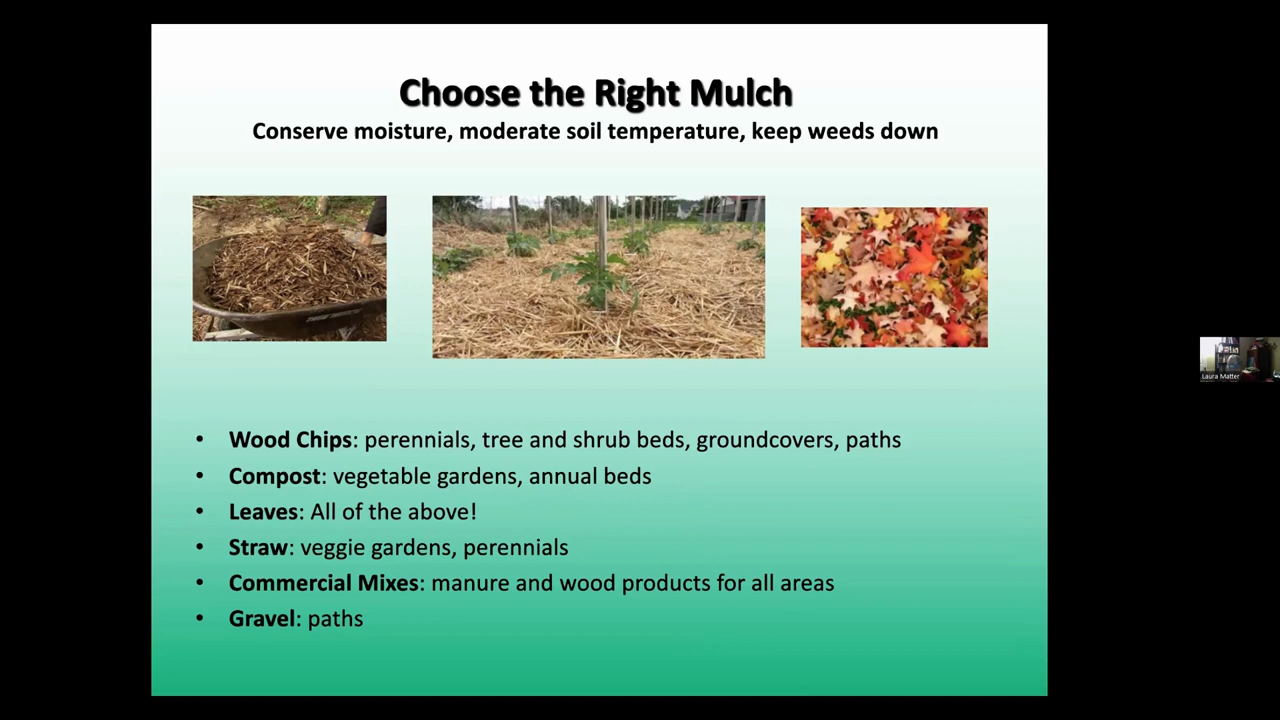 Choose the Right Mulch
Conserve moisture, moderate soil temperature, keep weeds down
• Wood Chips: perennials, tree and shrub beds, groundcovers, paths
• Compost: vegetable gardens, annual beds
• Leaves: All of the above!
• Straw: veggie gardens, perennials
• Commercial Mixes: manure and wood products for all areas
• Gravel: paths
Laura Matter